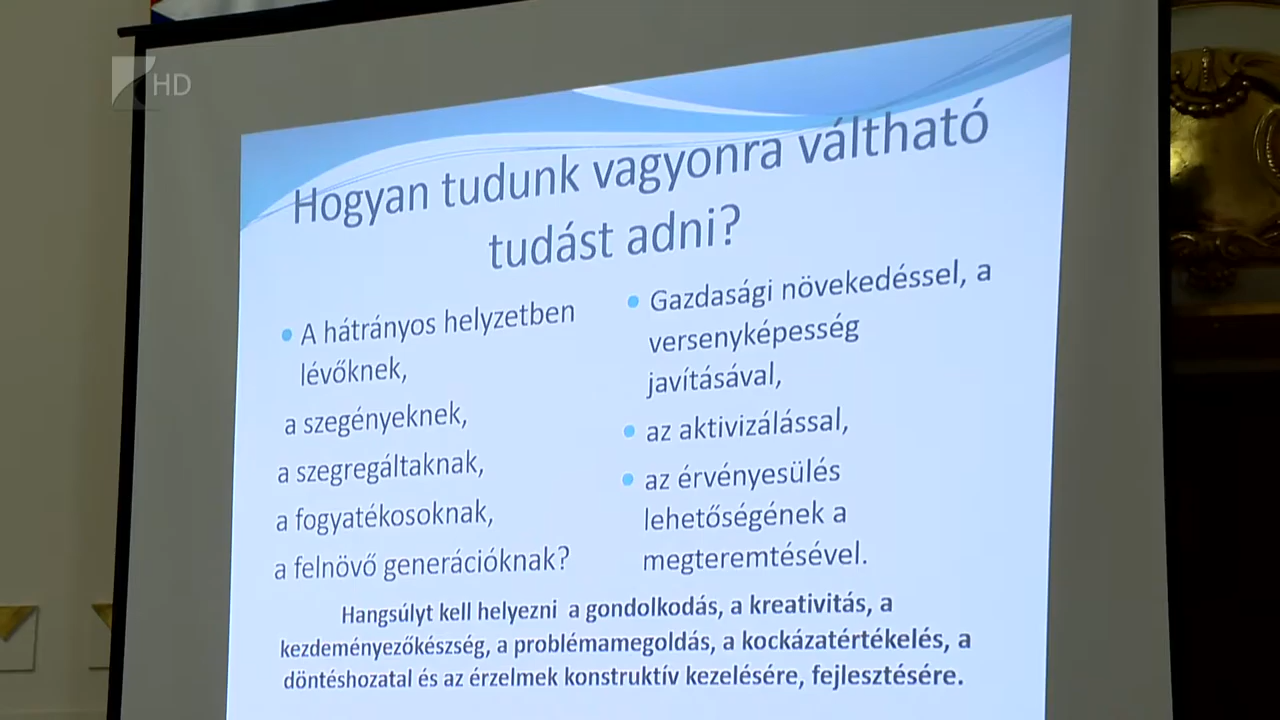 HD
Hogyan tudunk vagyonra váltható
tudást adni?
• A hátrányos helyzetben
lévőknek,
a szegényeknek,
a szegregáltaknak,
a fogyatékosoknak,
a felnövő generációknak?
• Gazdasági növekedéssel, a
versenyképesség
javításával,
• az aktivizálással,
• az érvényesülés
lehetőségének a
megteremtésével.
Hangsúlyt kell helyezni a gondolkodás, a kreativitás, a
kezdeményezőkészség, a problémamegoldás, a kockázatértékelés, a
döntéshozatal és az érzelmek konstruktív kezelésére, fejlesztésére.